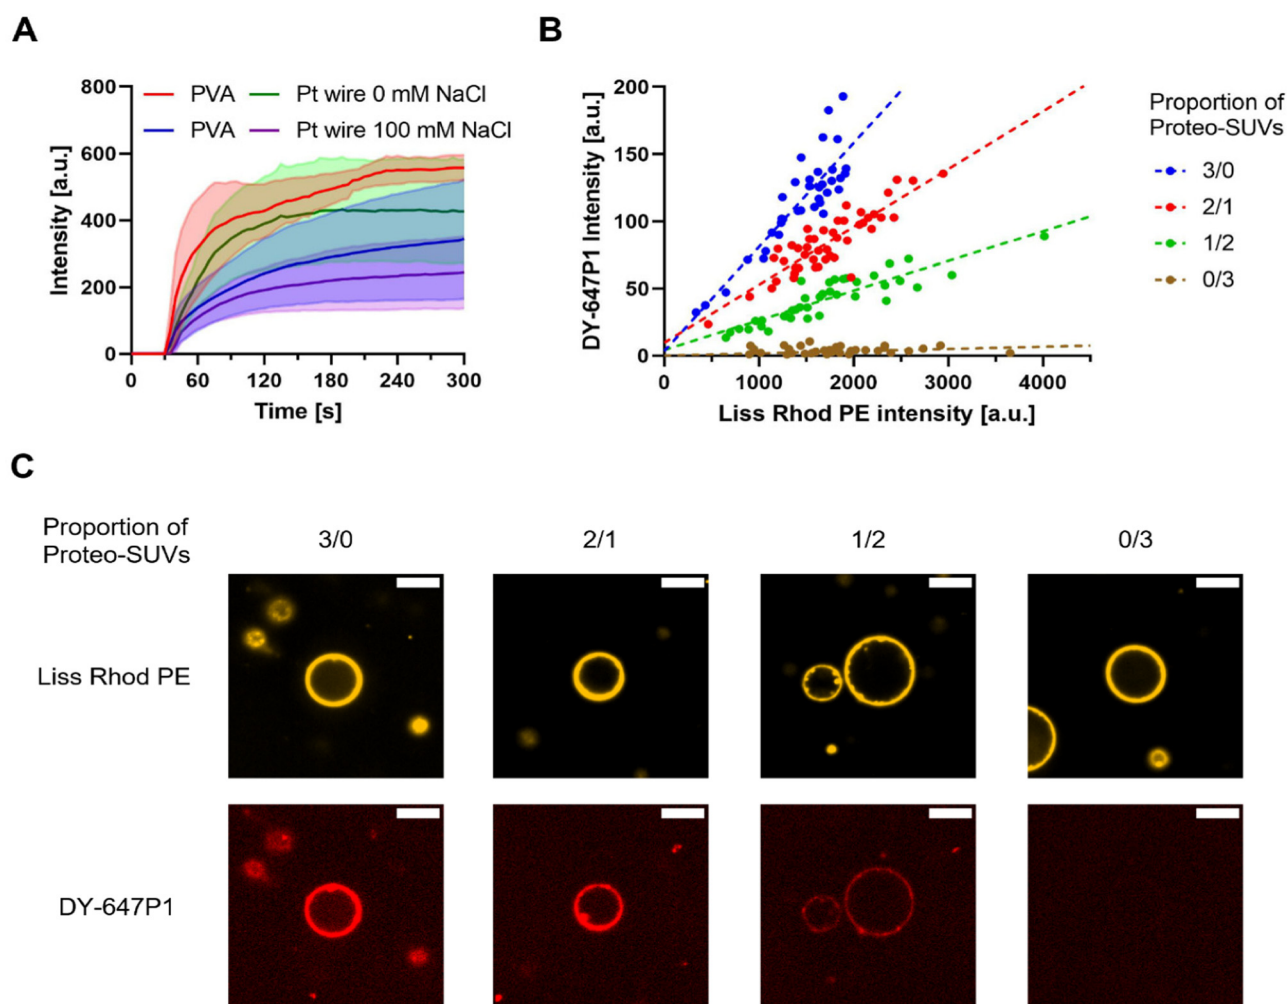 A
B
800
600
400
200
0
Intensity [a.u.]
PVA
Pt wire 0 mM NaCl
PVA
Pt wire 100 mM NaCl
0
60
120
180
240
300
Time [s]
200
150
100
50
0
DY-647P1 Intensity [a.u.]
0
1000
2000
3000
4000
Liss Rhod PE intensity [a.u.]
Proportion of
Proteo-SUVs
3/0
2/1
1/2
0/3
C
Proportion of
Proteo-SUVs
3/0
2/1
1/2
0/3
Liss Rhod PE
DY-647P1